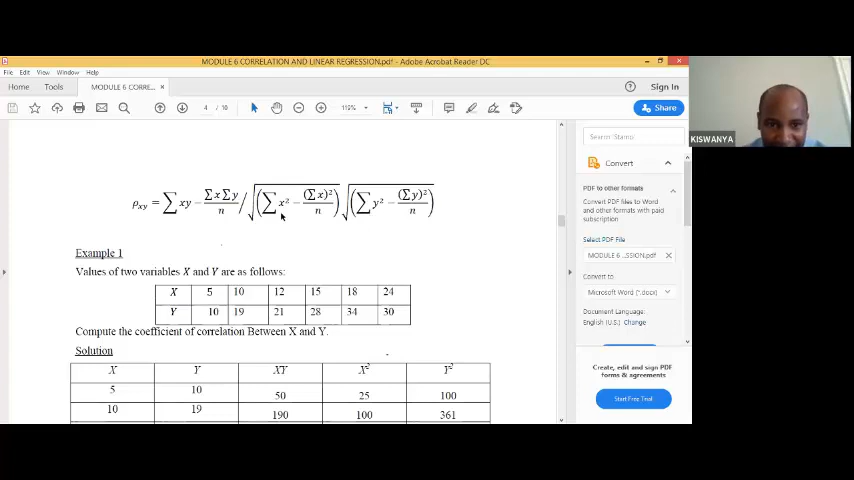 MODULE 6 CORRELATION AND LINEAR REGRESSION.pdf - Adobe Acrobat Reader DC
File Edit View Window Help
Home Tools MODULE 6 CORRE... × Sign In
4 / 10 112% Share
KISWANYA
Search 'Stamp'
Convert
PDF to other formats
Convert PDF files to Word and other formats with paid subscription
Select PDF File
MODULE 6 ...SSION.pdf ×
Convert to
Microsoft Word (*.docx)
Document Language:
English (U.S.) Change
Create, edit and sign PDF forms & agreements
Start Free Trial
ρxy = ∑ xy − ∑x∑y/n / √(∑ x² − (∑x)²/n) √(∑ y² − (∑y)²/n)
Example 1
Values of two variables X and Y are as follows:
X 5 10 12 15 18 24
Y 10 19 21 28 34 30
Compute the coefficient of correlation Between X and Y.
Solution
X Y XY X² Y²
5 10 50 25 100
10 19 190 100 361